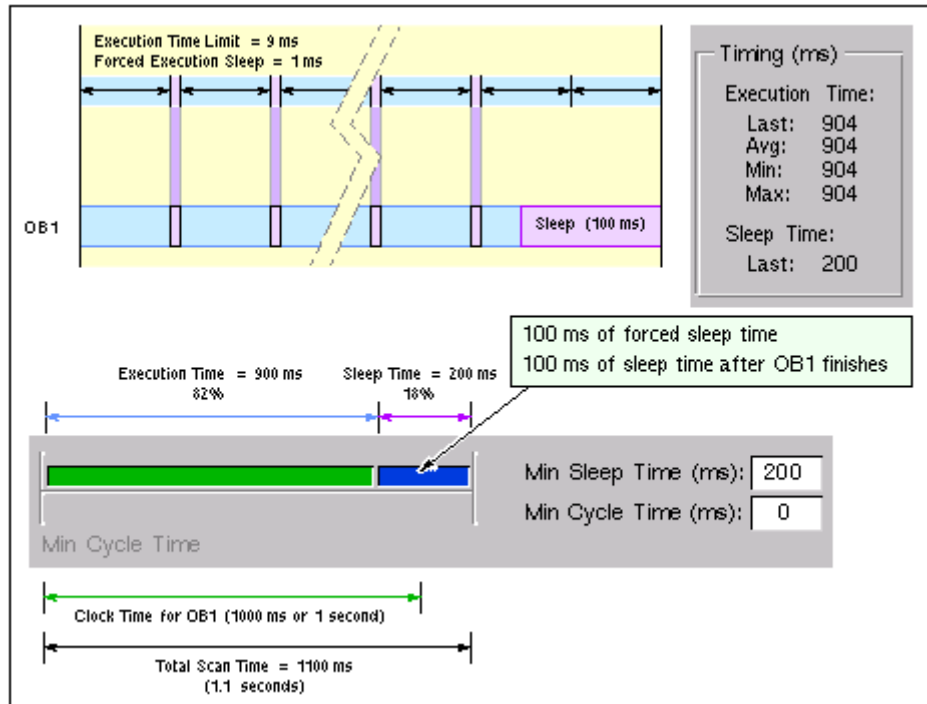 Execution Time Limit = 9 ms
Forced Execution Sleep = 1 ms
OB1
Sleep (100 ms)
Timing (ms)
Execution Time:
Last: 904
Avg: 904
Min: 904
Max: 904
Sleep Time:
Last: 200
100 ms of forced sleep time
100 ms of sleep time after OB1 finishes
Execution Time = 900 ms
82%
Sleep Time = 200 ms
18%
Min Sleep Time (ms): 200
Min Cycle Time (ms): 0
Min Cycle Time
Clock Time for OB1 (1000 ms or 1 second)
Total Scan Time = 1100 ms
(1.1 seconds)